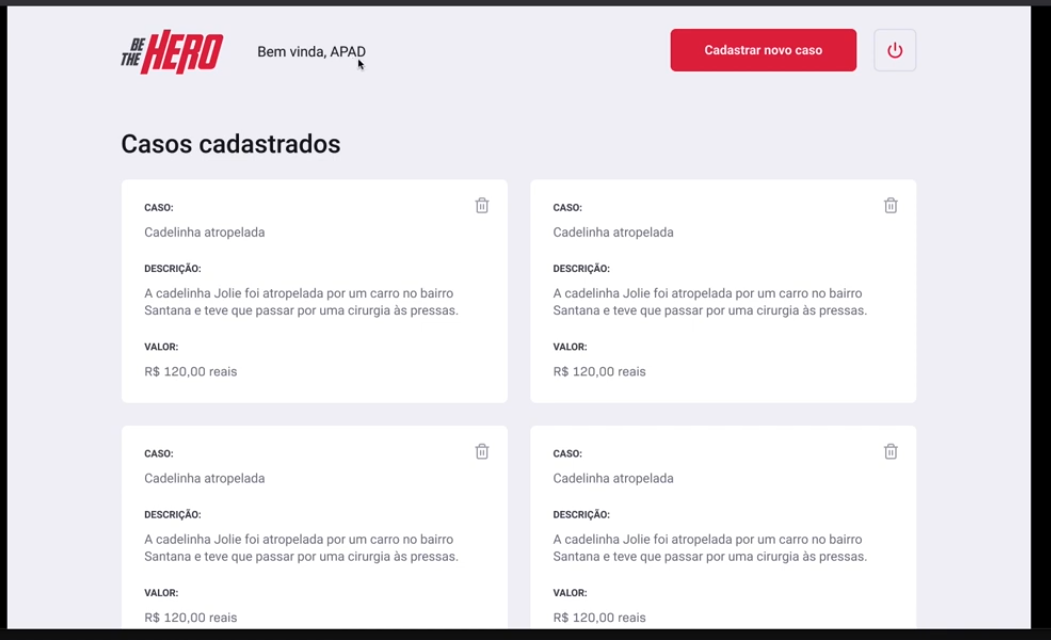 BE THE HERO
Bem vinda, APAD
Cadastrar novo caso
Casos cadastrados
CASO:
Cadelinha atropelada
DESCRIÇÃO:
A cadelinha Jolie foi atropelada por um carro no bairro
Santana e teve que passar por uma cirurgia às pressas.
VALOR:
R$ 120,00 reais
CASO:
Cadelinha atropelada
DESCRIÇÃO:
A cadelinha Jolie foi atropelada por um carro no bairro
Santana e teve que passar por uma cirurgia às pressas.
VALOR:
R$ 120,00 reais
CASO:
Cadelinha atropelada
DESCRIÇÃO:
A cadelinha Jolie foi atropelada por um carro no bairro
Santana e teve que passar por uma cirurgia às pressas.
VALOR:
R$ 120,00 reais
CASO:
Cadelinha atropelada
DESCRIÇÃO:
A cadelinha Jolie foi atropelada por um carro no bairro
Santana e teve que passar por uma cirurgia às pressas.
VALOR:
R$ 120,00 reais